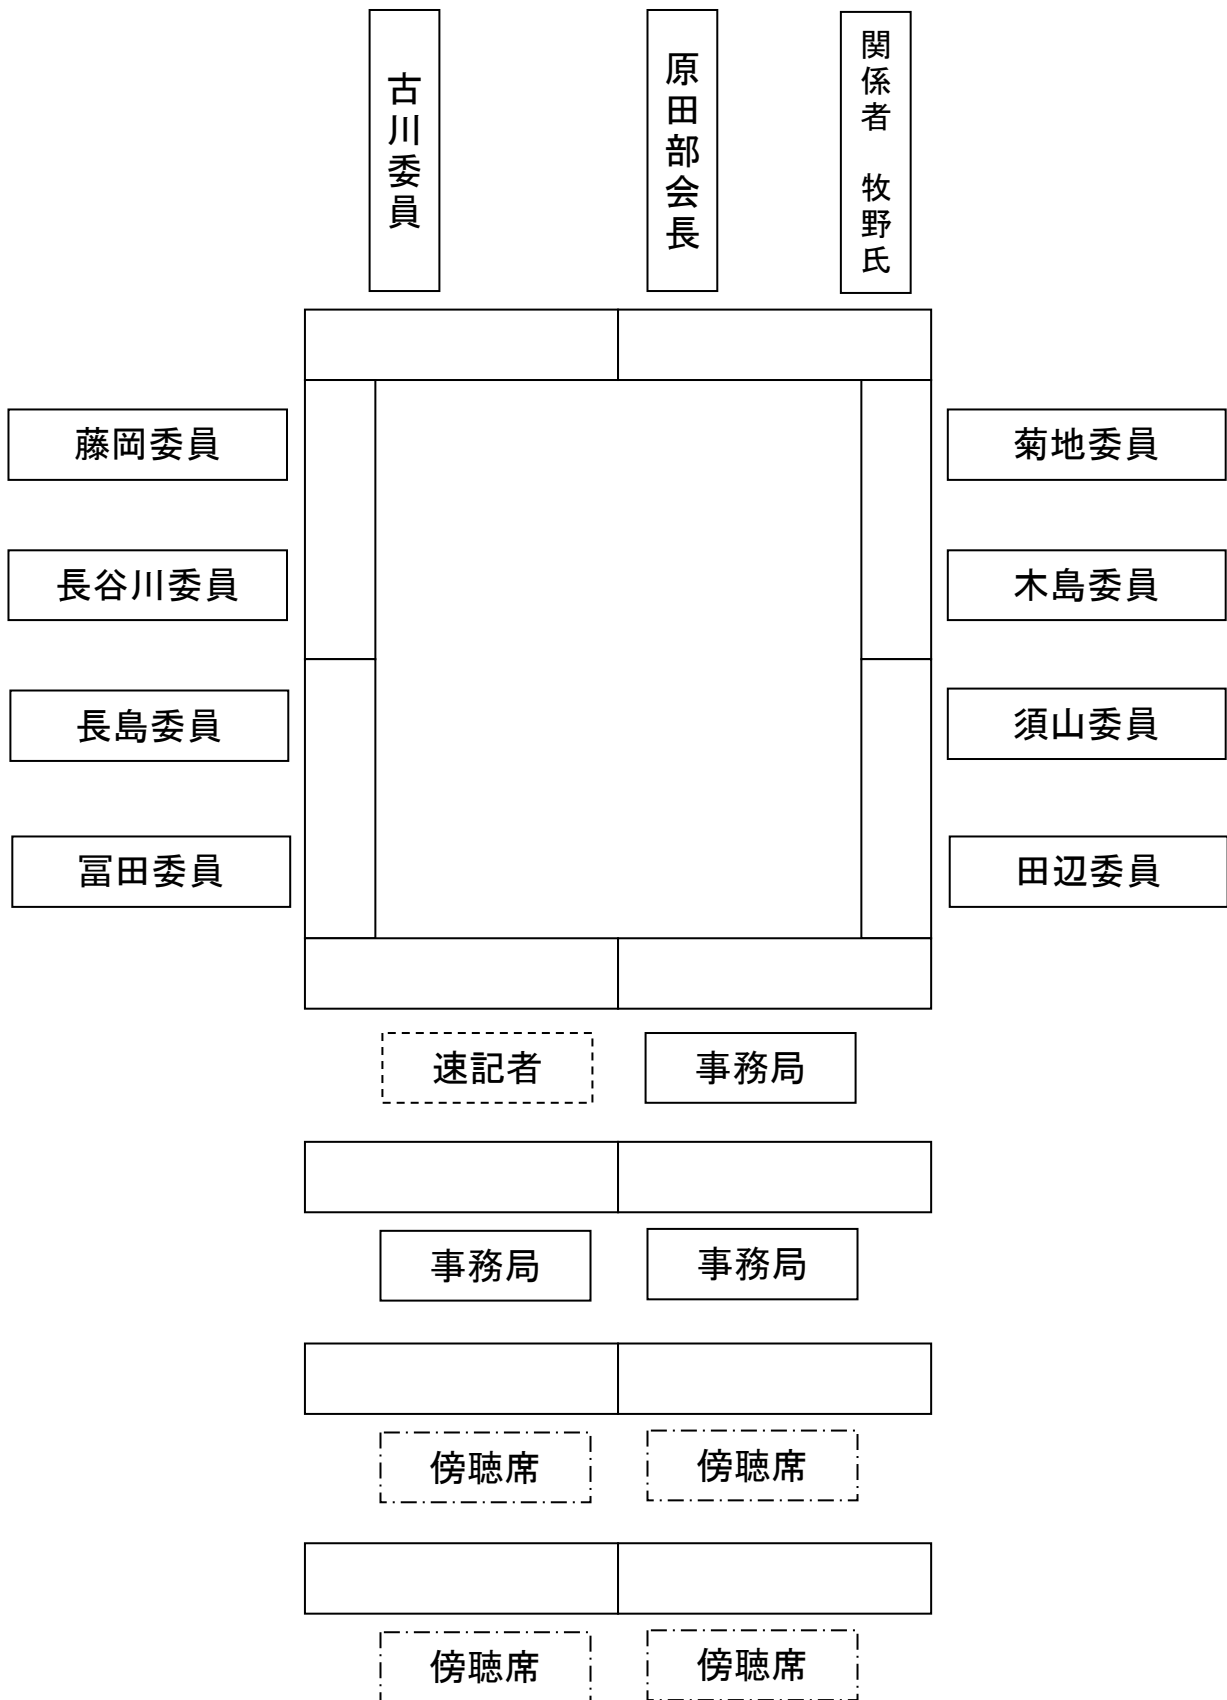 古川委員
原田部会長
関係者　牧野氏
藤岡委員
菊地委員
長谷川委員
木島委員
長島委員
須山委員
冨田委員
田辺委員
速記者
事務局
事務局
事務局
傍聴席
傍聴席
傍聴席
傍聴席